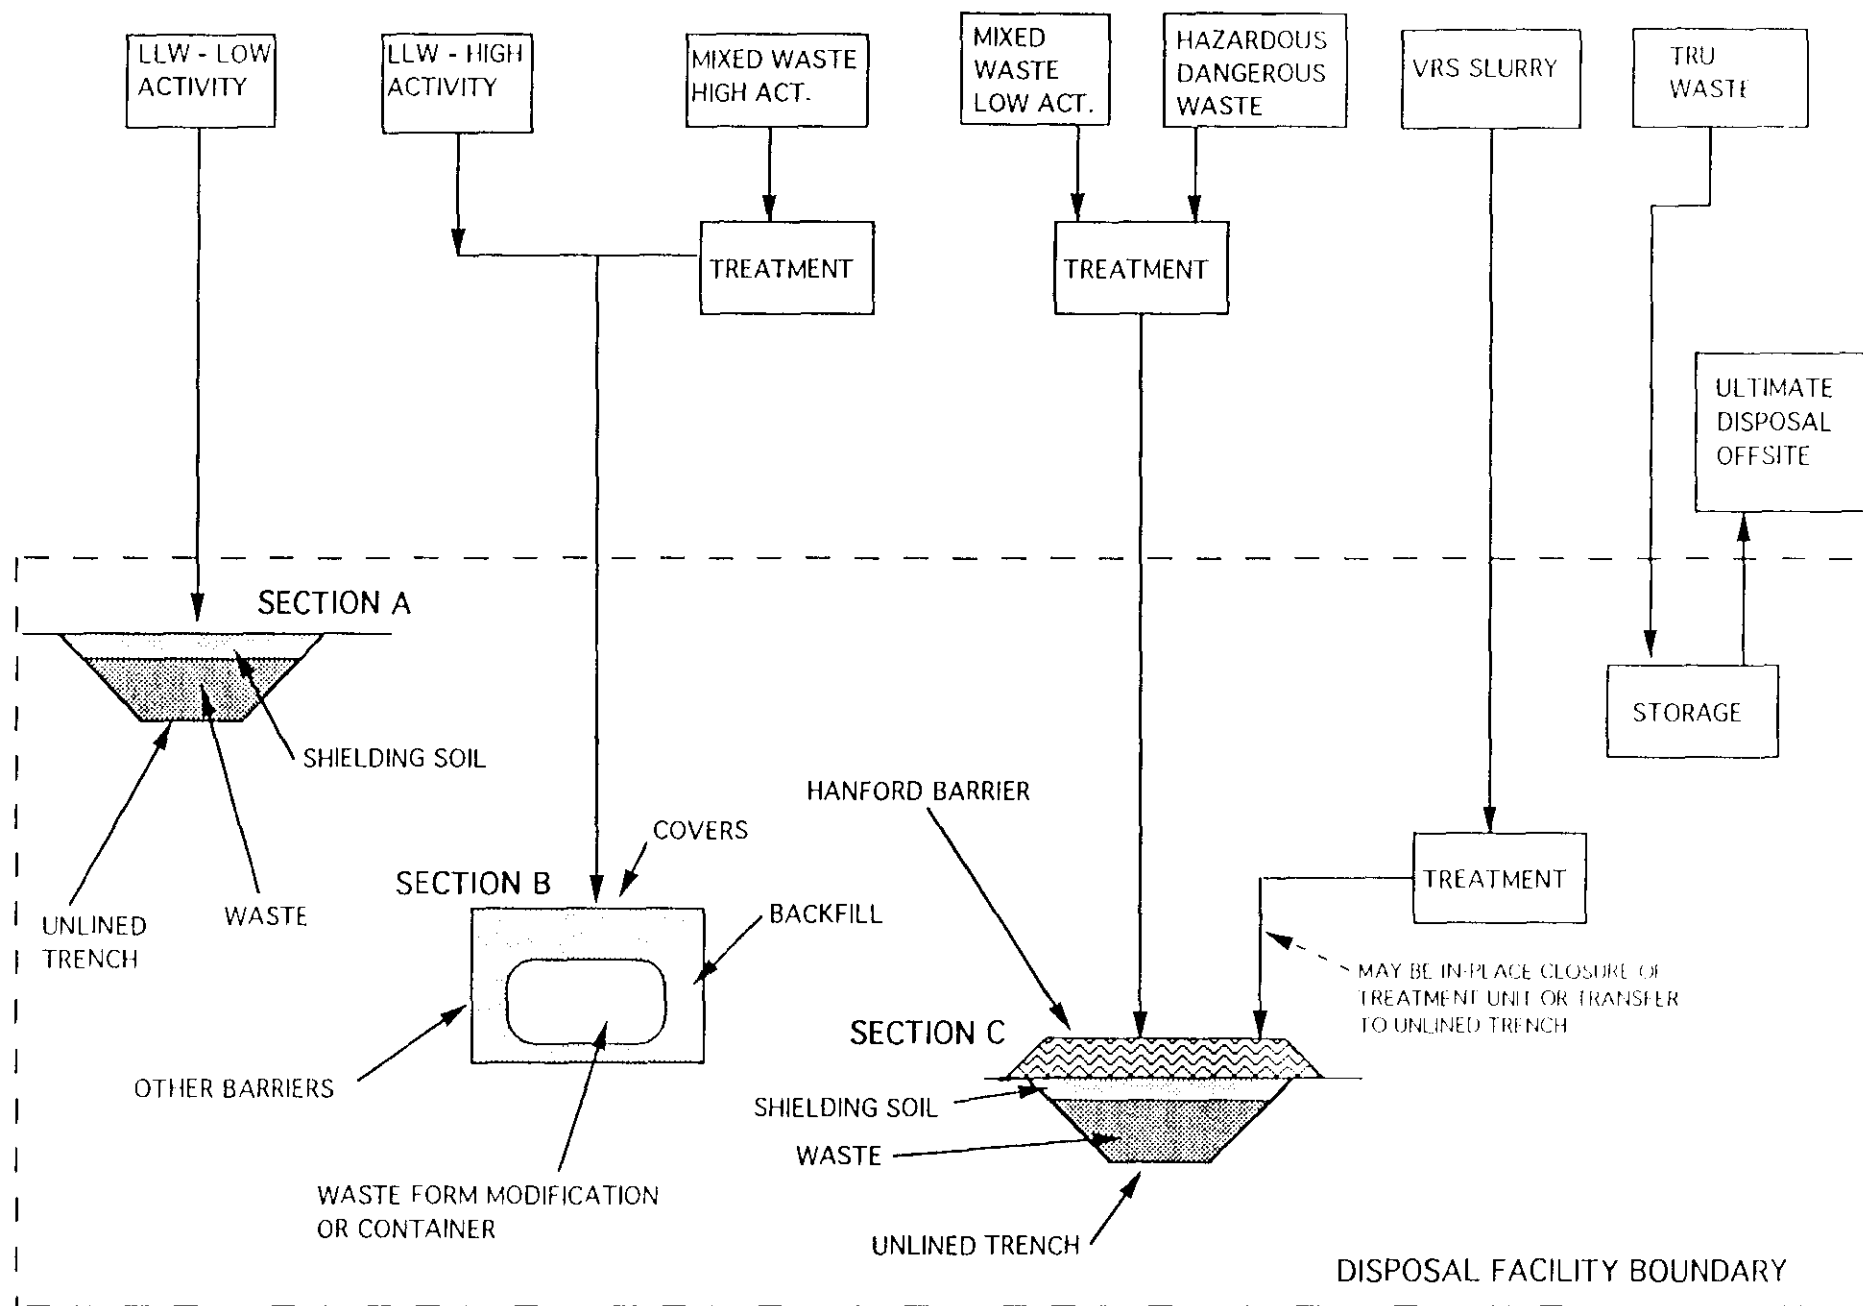 LLW - LOW
ACTIVITY
LLW - HIGH
ACTIVITY
MIXED WASTE
HIGH ACT.
MIXED
WASTE
LOW ACT.
HAZARDOUS
DANGEROUS
WASTE
VRS SLURRY
TRU
WASTE
TREATMENT
TREATMENT
ULTIMATE
DISPOSAL
OFFSITE
SECTION A
STORAGE
SHIELDING SOIL
HANFORD BARRIER
COVERS
SECTION B
TREATMENT
UNLINED
TRENCH
WASTE
BACKFILL
MAY BE IN-PLACE CLOSURE OF
TREATMENT UNIT OR TRANSFER
TO UNLINED TRENCH
SECTION C
OTHER BARRIERS
SHIELDING SOIL
WASTE
WASTE FORM MODIFICATION
OR CONTAINER
UNLINED TRENCH
DISPOSAL FACILITY BOUNDARY